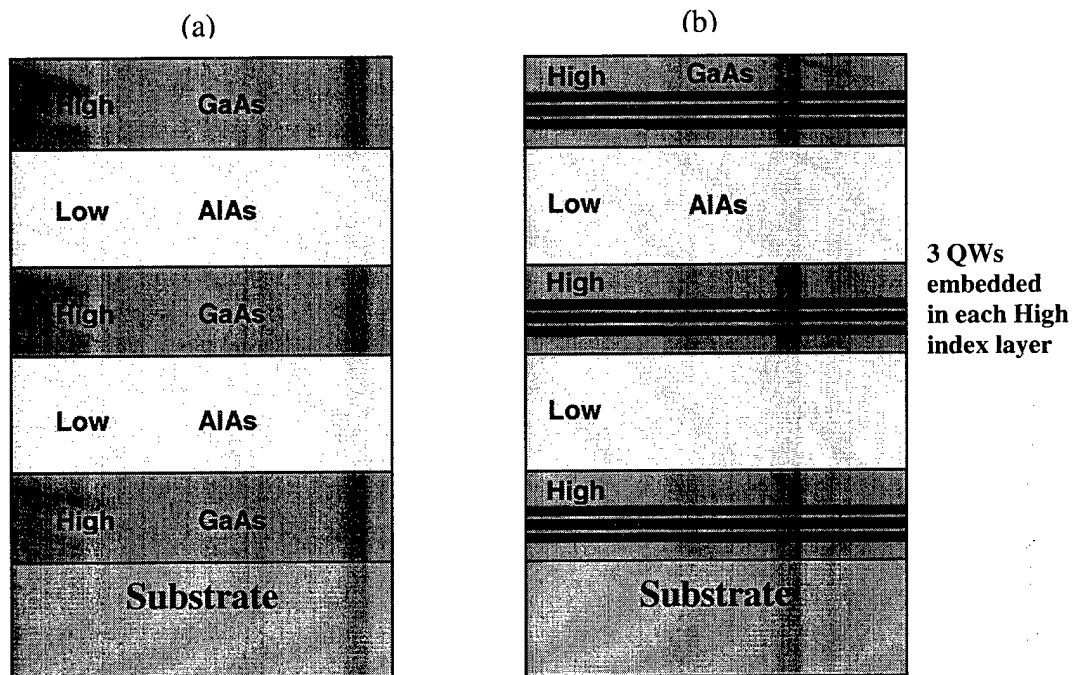 (a)
High GaAs
Low AlAs
High GaAs
Low AlAs
High GaAs
Substrate
(b)
High GaAs
Low AlAs
High
Low
High
Substrate
3 QWs
embedded
in each High
index layer